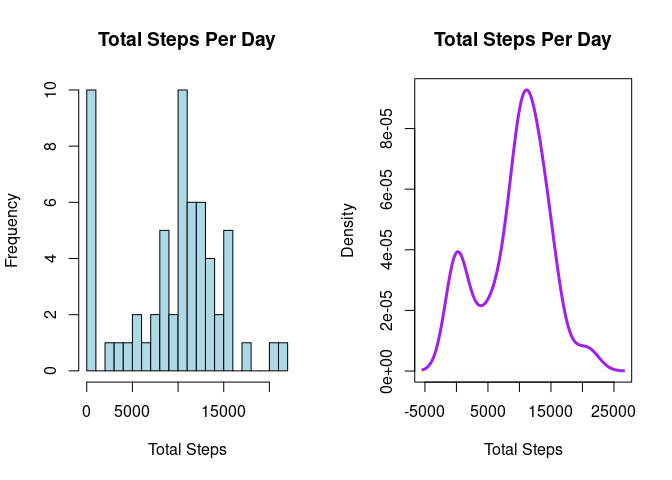 Total Steps Per Day
Frequency
0 2 4 6 8 10
0 5000 15000
Total Steps
Total Steps Per Day
Density
0e+00 2e-05 4e-05 6e-05 8e-05
-5000 5000 15000 25000
Total Steps